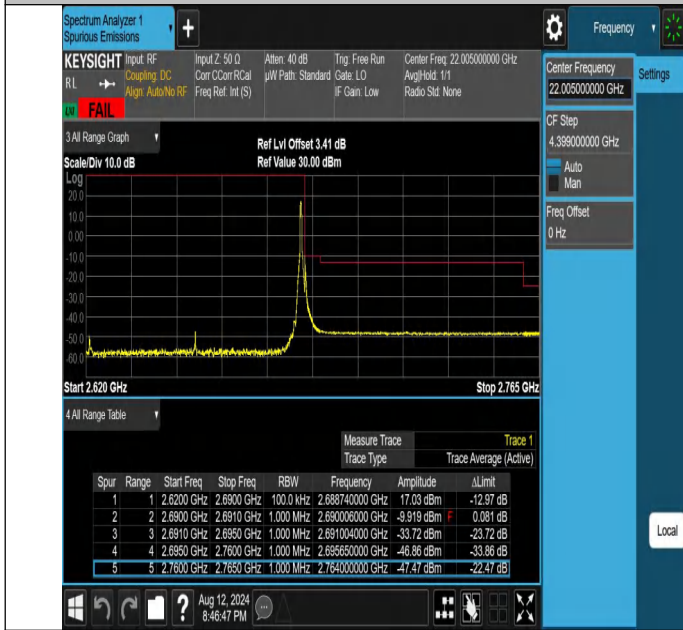 Spectrum Analyzer 1
Spurious Emissions
Frequency
KEYSIGHT
Input: RF
Coupling: DC
Align: Auto/No RF
Input Z: 50 Ω
Corr CCorr RCal
Freq Ref: Int (S)
Atten: 40 dB
µW Path: Standard
Trig: Free Run
Gate: LO
IF Gain: Low
Center Freq: 22.005000000 GHz
Avg|Hold: 1/1
Radio Std: None
R L
FAIL
Center Frequency
22.005000000 GHz
Settings
CF Step
4.399000000 GHz
Auto
Man
Freq Offset
0 Hz
3 All Range Graph
Scale/Div 10.0 dB
Ref Lvl Offset 3.41 dB
Ref Value 30.00 dBm
Log
20.0
10.0
0.00
-10.0
-20.0
-30.0
-40.0
-50.0
-60.0
Start 2.620 GHz
Stop 2.765 GHz
4 All Range Table
Measure Trace Trace 1
Trace Type Trace Average (Active)
Spur Range Start Freq Stop Freq RBW Frequency Amplitude ΔLimit
1 1 2.6200 GHz 2.6900 GHz 100.0 kHz 2.688740000 GHz 17.03 dBm -12.97 dB
2 2 2.6900 GHz 2.6910 GHz 1.000 MHz 2.690006000 GHz -9.919 dBm F 0.081 dB
3 3 2.6910 GHz 2.6950 GHz 1.000 MHz 2.691004000 GHz -33.72 dBm -23.72 dB
4 4 2.6950 GHz 2.7600 GHz 1.000 MHz 2.695650000 GHz -46.86 dBm -33.86 dB
5 5 2.7600 GHz 2.7650 GHz 1.000 MHz 2.764000000 GHz -47.47 dBm -22.47 dB
Local
?
Aug 12, 2024
8:46:47 PM